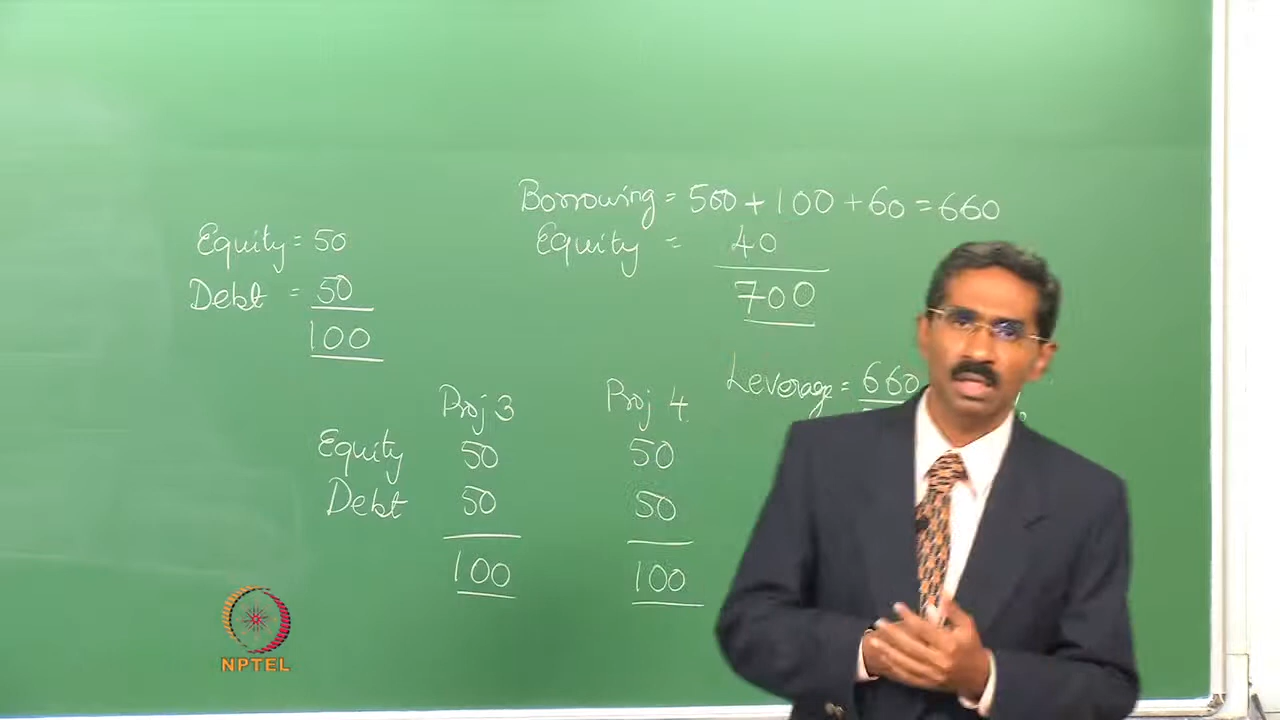 Equity = 50
Debt = 50
100
Borrowing = 500 + 100 + 60 = 660
Equity = 40
700
Leverage = 660
Proj 3 Proj 4
Equity 50 50
Debt 50 50
100 100
NPTEL